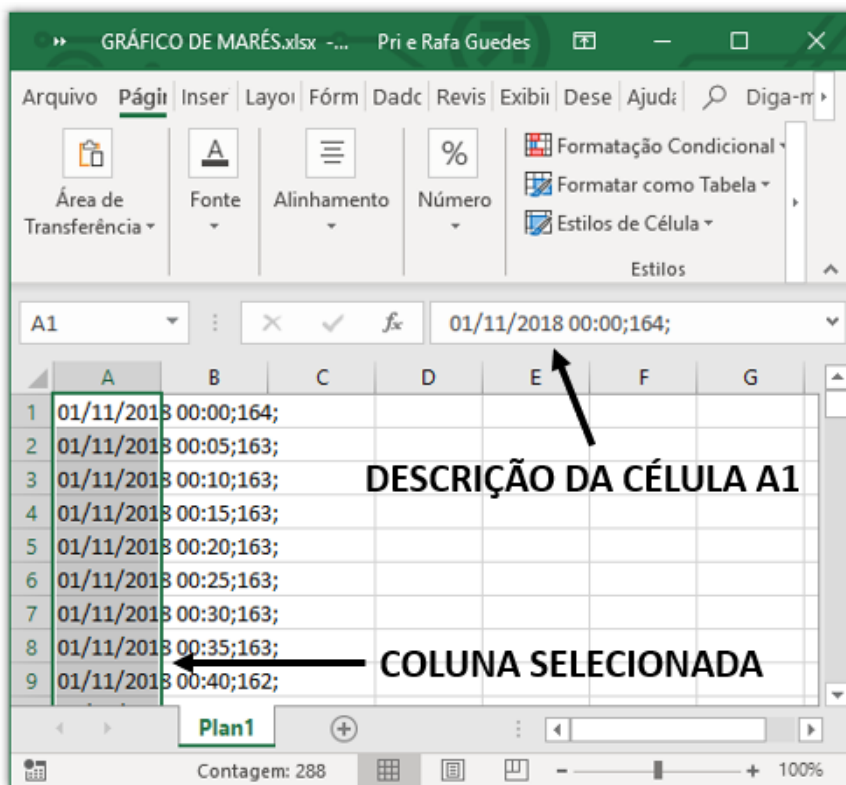 GRÁFICO DE MARÉS.xlsx -... Pri e Rafa Guedes
Arquivo Págir Inser Layou Fórm Dadc Revis Exibii Dese Ajuda Diga-m
Área de Transferência
Fonte
Alinhamento
% Número
Formatação Condicional
Formatar como Tabela
Estilos de Célula
Estilos
A1 fx 01/11/2018 00:00;164;
A B C D E F G
1 01/11/2018 00:00;164;
2 01/11/2018 00:05;163;
3 01/11/2018 00:10;163;
DESCRIÇÃO DA CÉLULA A1
4 01/11/2018 00:15;163;
5 01/11/2018 00:20;163;
6 01/11/2018 00:25;163;
7 01/11/2018 00:30;163;
8 01/11/2018 00:35;163;
COLUNA SELECIONADA
9 01/11/2018 00:40;162;
Plan1
Contagem: 288 100%